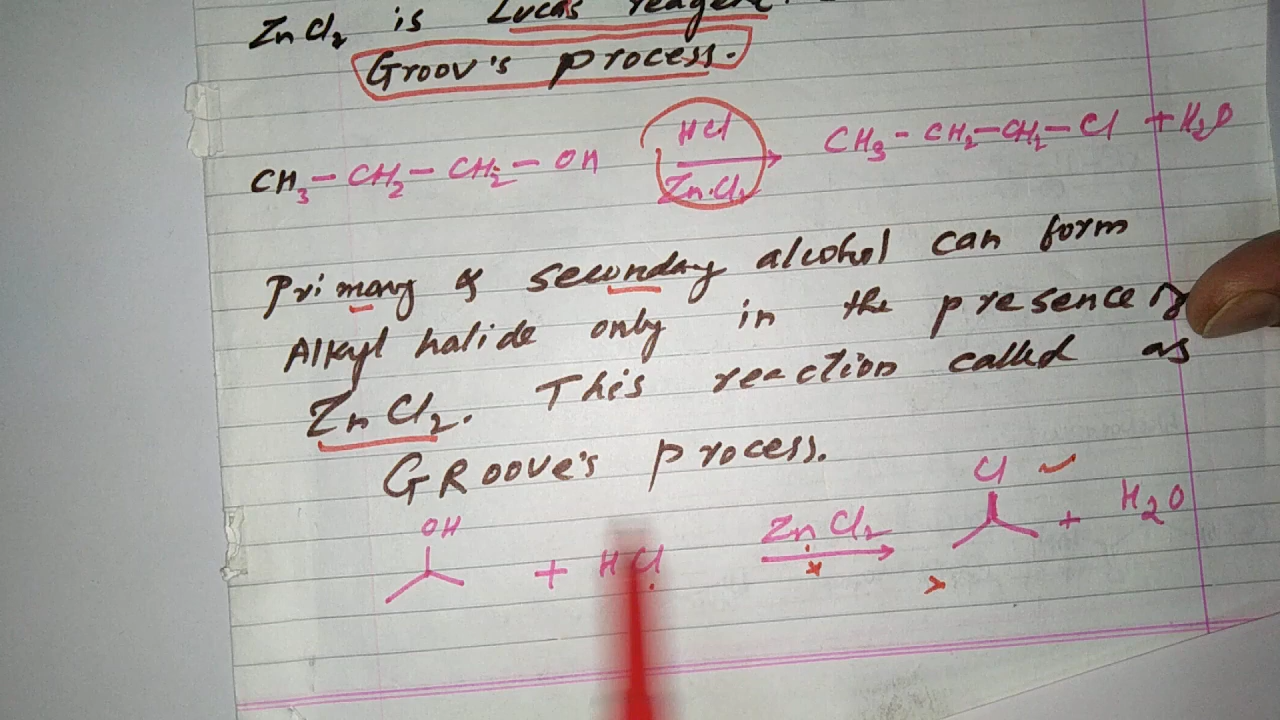 ZnCl₂ is Lucas reagent.
Groov's process.
CH₃-CH₂-CH₂-OH HCl ZnCl₂ → CH₃-CH₂-CH₂-Cl + H₂O
Primary & secondary alcohol can form
Alkyl halide only in the presence of
ZnCl₂. This reaction called as
GRoove's process.
OH + HCl ZnCl₂ → Cl + H₂O